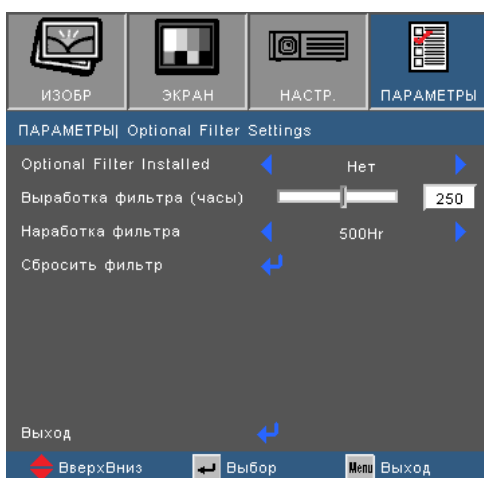 ИЗОБР ЭКРАН НАСТР. ПАРАМЕТРЫ
ПАРАМЕТРЫ| Optional Filter Settings
Optional Filter Installed Нет
Выработка фильтра (часы) 250
Наработка фильтра 500Hr
Сбросить фильтр
Выход
ВверхВниз Выбор Menu Выход